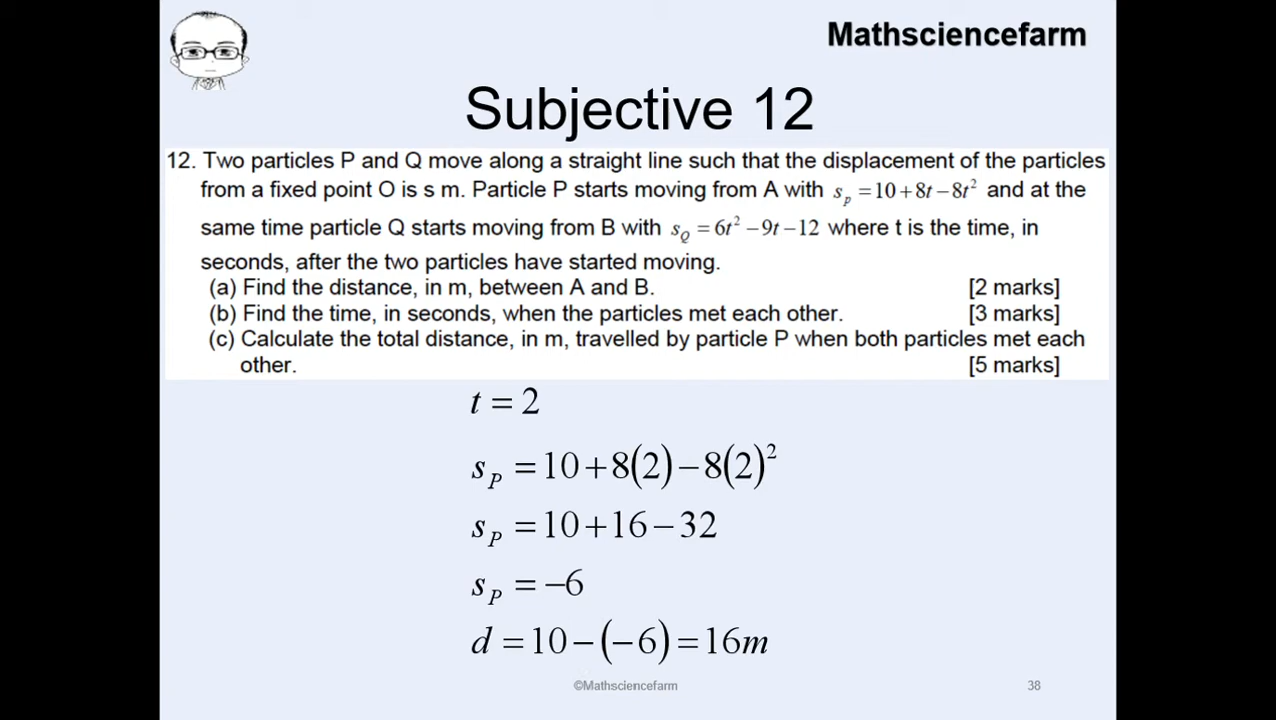 Mathsciencefarm
Subjective 12
12. Two particles P and Q move along a straight line such that the displacement of the particles
from a fixed point O is s m. Particle P starts moving from A with s_p = 10 + 8t − 8t² and at the
same time particle Q starts moving from B with s_Q = 6t² − 9t − 12 where t is the time, in
seconds, after the two particles have started moving.
(a) Find the distance, in m, between A and B. [2 marks]
(b) Find the time, in seconds, when the particles met each other. [3 marks]
(c) Calculate the total distance, in m, travelled by particle P when both particles met each
other. [5 marks]
t = 2
s_P = 10 + 8(2) − 8(2)²
s_P = 10 + 16 − 32
s_P = −6
d = 10 − (−6) = 16m
©Mathsciencefarm 38